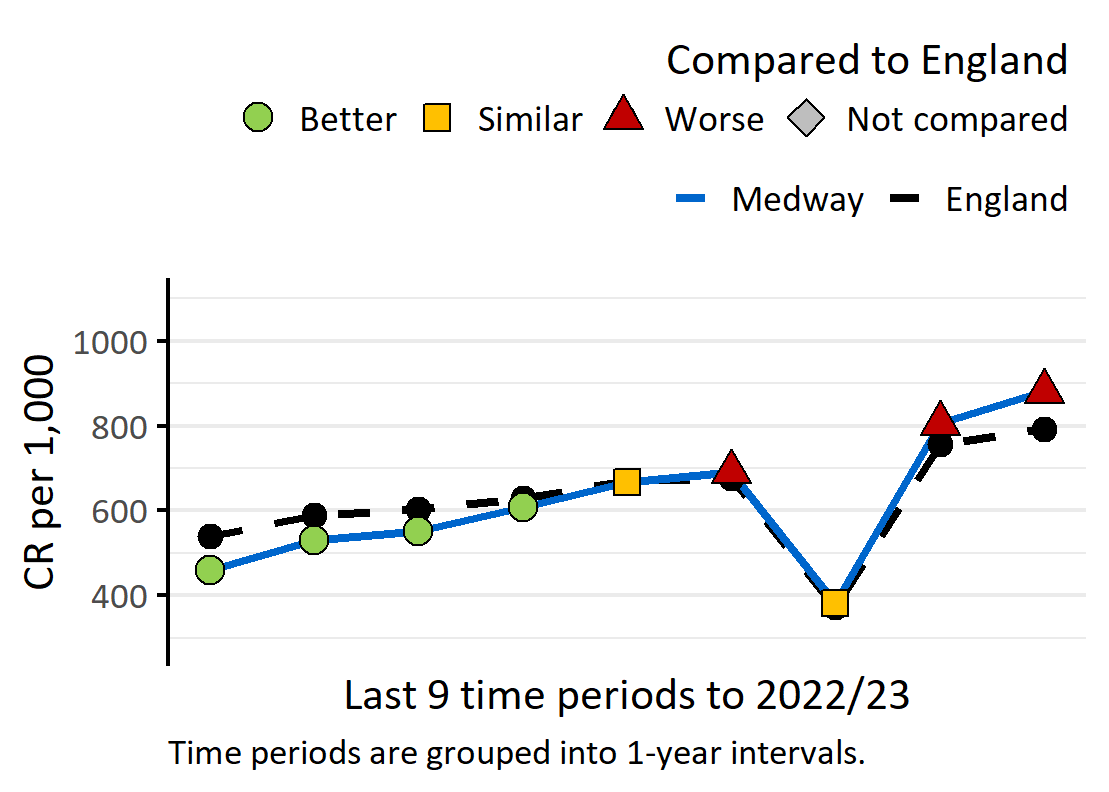 Compared to England
Better Similar Worse Not compared
Medway England
CR per 1,000
1000
800
600
400
Last 9 time periods to 2022/23
Time periods are grouped into 1-year intervals.